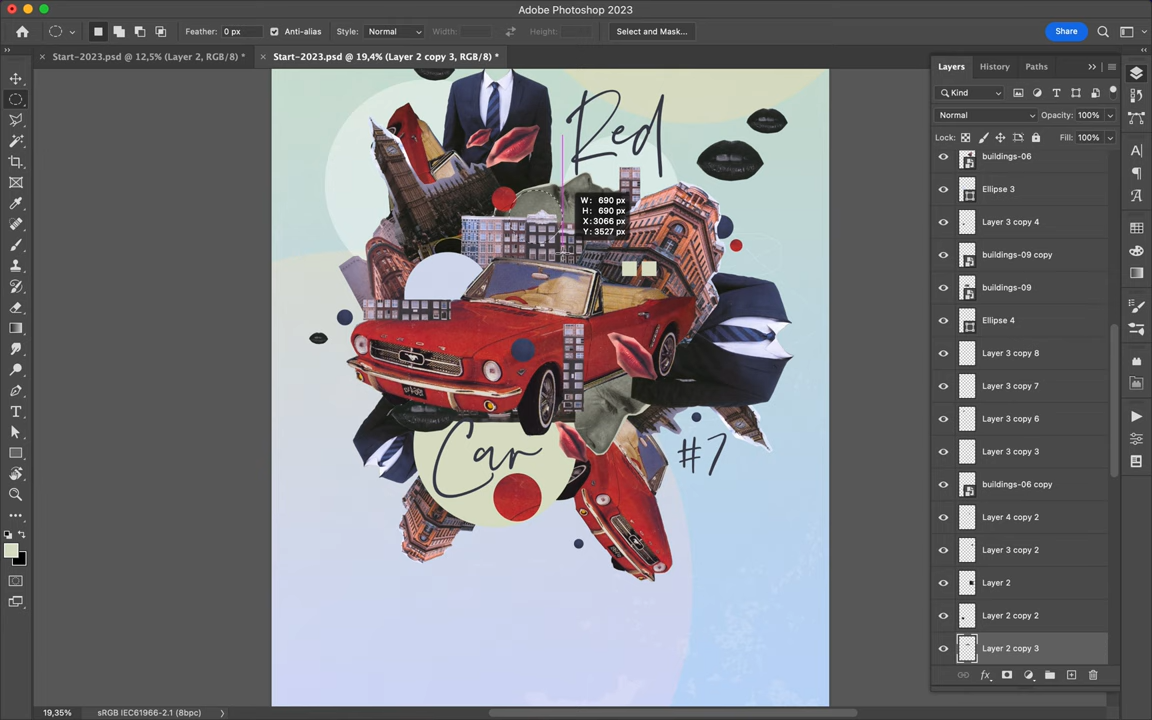 Adobe Photoshop 2023
Feather: 0 px
Anti-alias
Style: Normal
Width:
Height:
Select and Mask...
Share
Start-2023.psd @ 12,5% (Layer 2, RGB/8) *
Start-2023.psd @ 19,4% (Layer 2 copy 3, RGB/8) *
Layers
History
Paths
Kind
Normal
Opacity: 100%
Lock:
Fill: 100%
buildings-06
Ellipse 3
Layer 3 copy 4
buildings-09 copy
buildings-09
Ellipse 4
Layer 3 copy 8
Layer 3 copy 7
Layer 3 copy 6
Layer 3 copy 3
buildings-06 copy
Layer 4 copy 2
Layer 3 copy 2
Layer 2
Layer 2 copy 2
Layer 2 copy 3
Red
W: 690 px
H: 690 px
X: 3066 px
Y: 3527 px
Car
#7
19,35%
sRGB IEC61966-2.1 (8bpc)